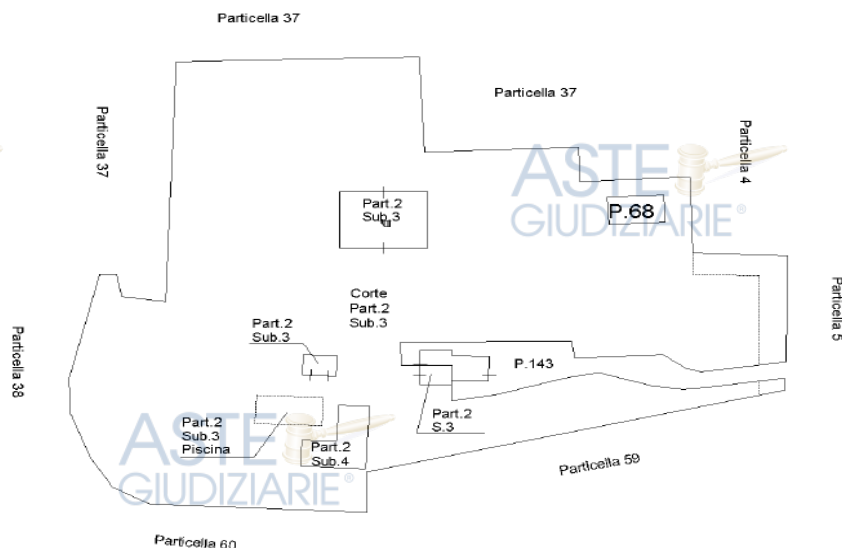 Particella 37
Particella 37
Particella 37
Particella 4
ASTE
GIUDIZIARIE®
Part.2
Sub.3
P.68
Particella 5
Corte
Part.2
Sub.3
Part.2
Sub.3
Particella 38
P.143
Part.2
S.3
Part.2
Sub.3
Piscina
Part.2
Sub.4
ASTE
GIUDIZIARIE®
Particella 59
Particella 60